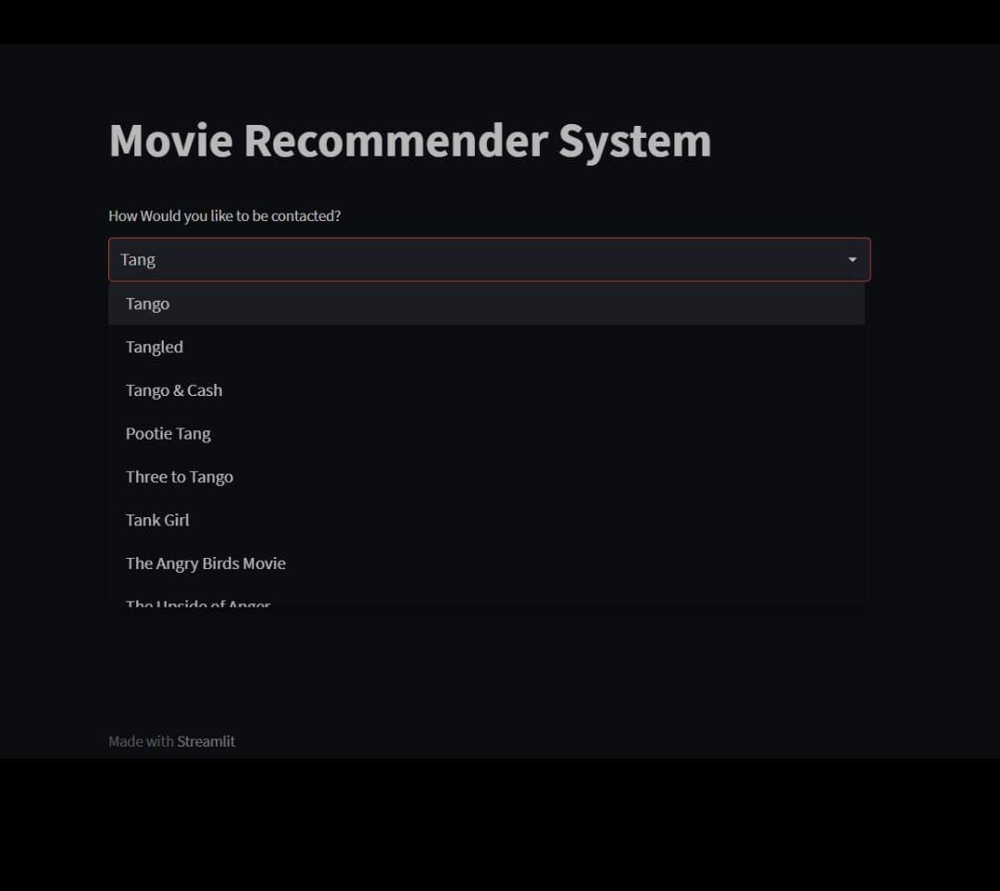 Movie Recommender System
How Would you like to be contacted?
Tang
Tango
Tangled
Tango & Cash
Pootie Tang
Three to Tango
Tank Girl
The Angry Birds Movie
The Upside of Anger
Made with Streamlit